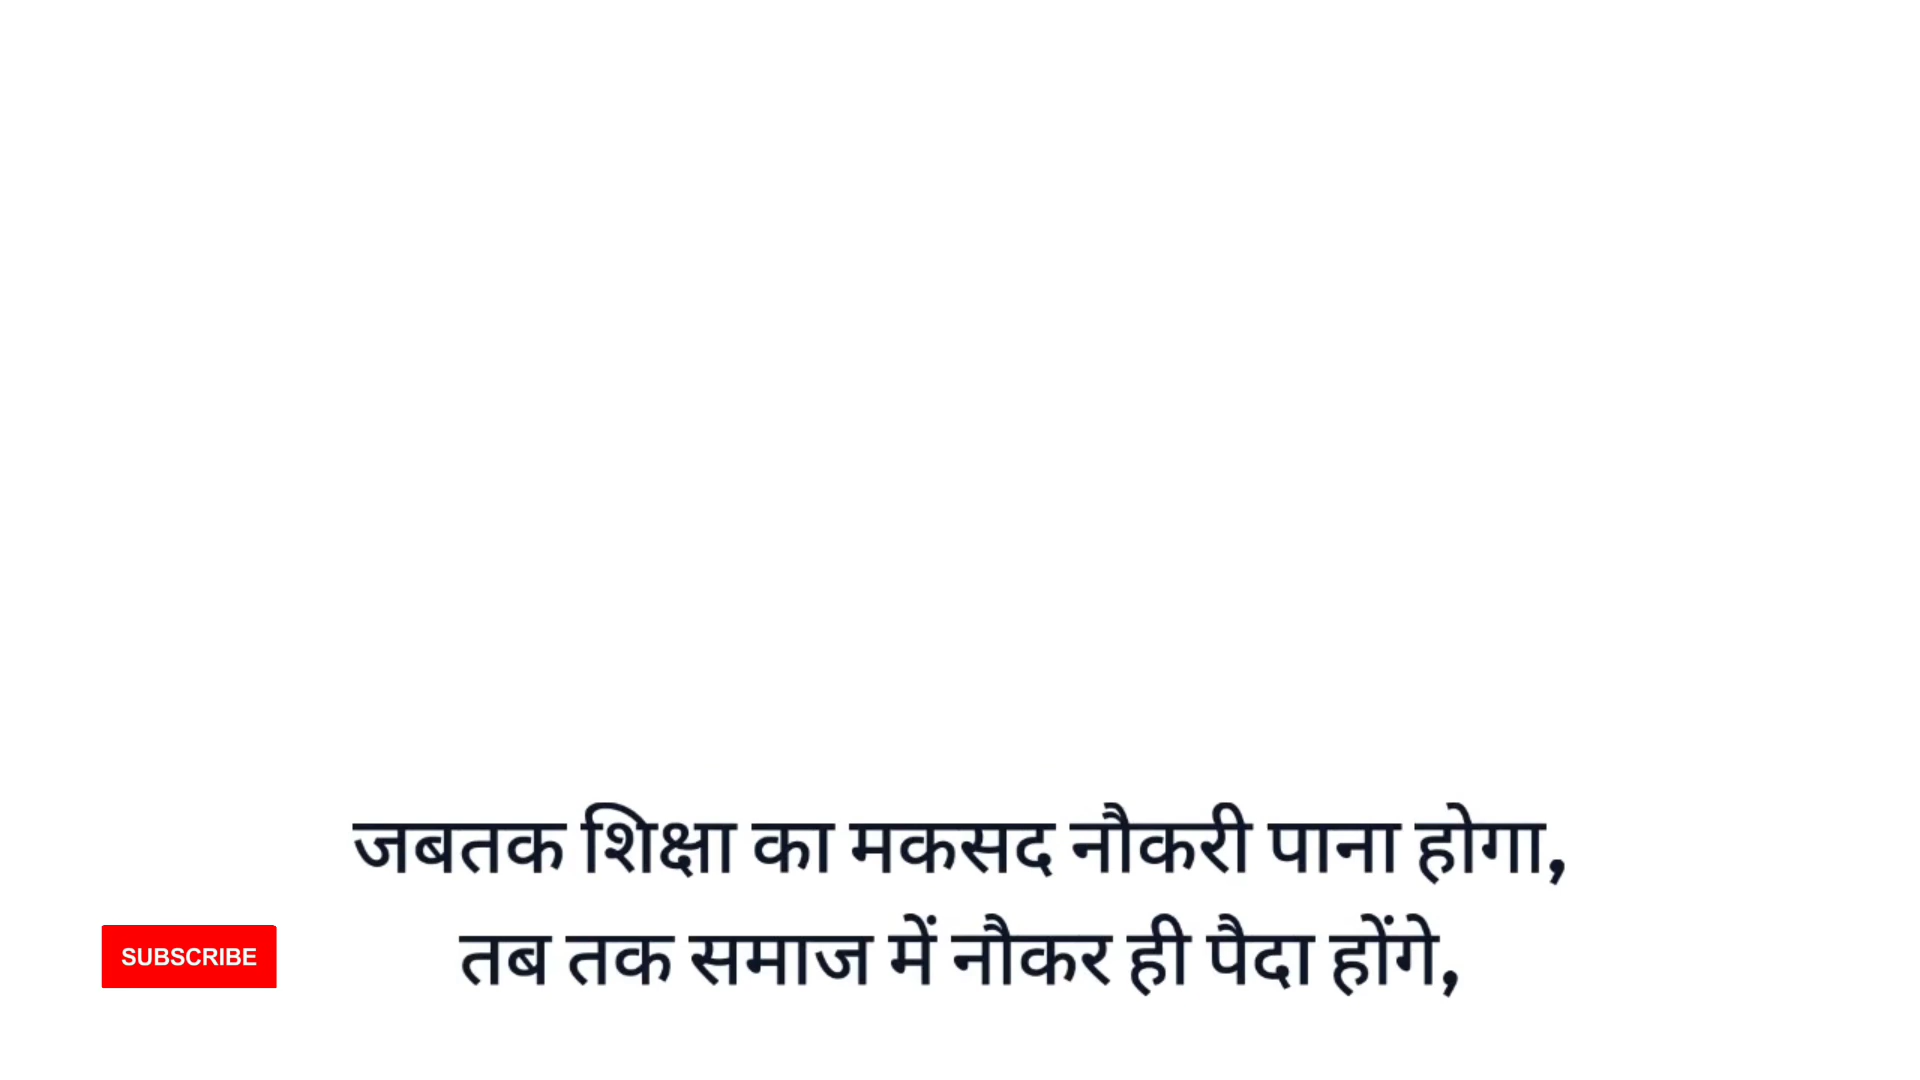 जबतक शिक्षा का मकसद नौकरी पाना होगा,
तब तक समाज में नौकर ही पैदा होंगे,
SUBSCRIBE